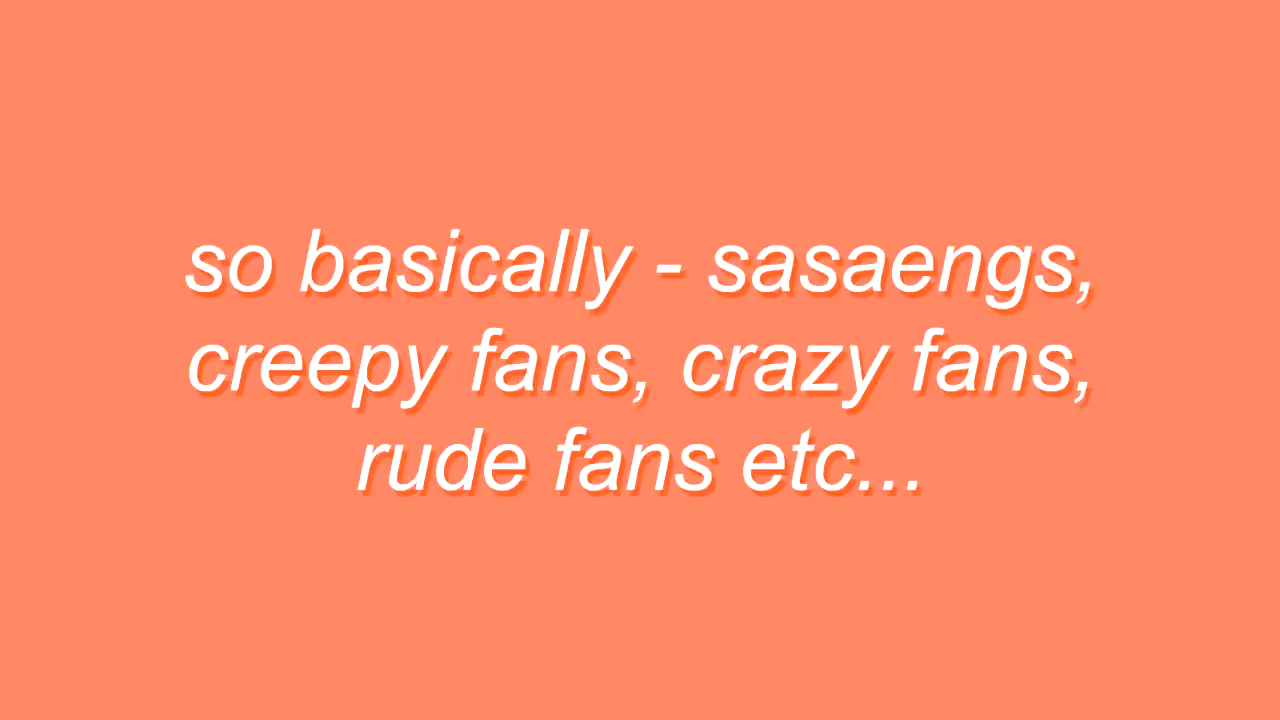 so basically - sasaengs,
creepy fans, crazy fans,
rude fans etc...